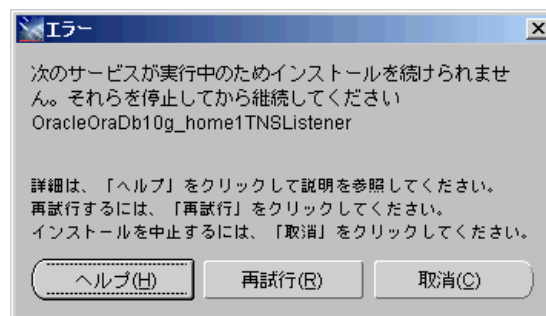 エラー
次のサービスが実行中のためインストールを続けられませ
ん。それらを停止してから継続してください
OracleOraDb10g_home1TNSListener
詳細は、「ヘルプ」をクリックして説明を参照してください。
再試行するには、「再試行」をクリックしてください。
インストールを中止するには、「取消」をクリックしてください。
ヘルプ(H) 再試行(R) 取消(C)